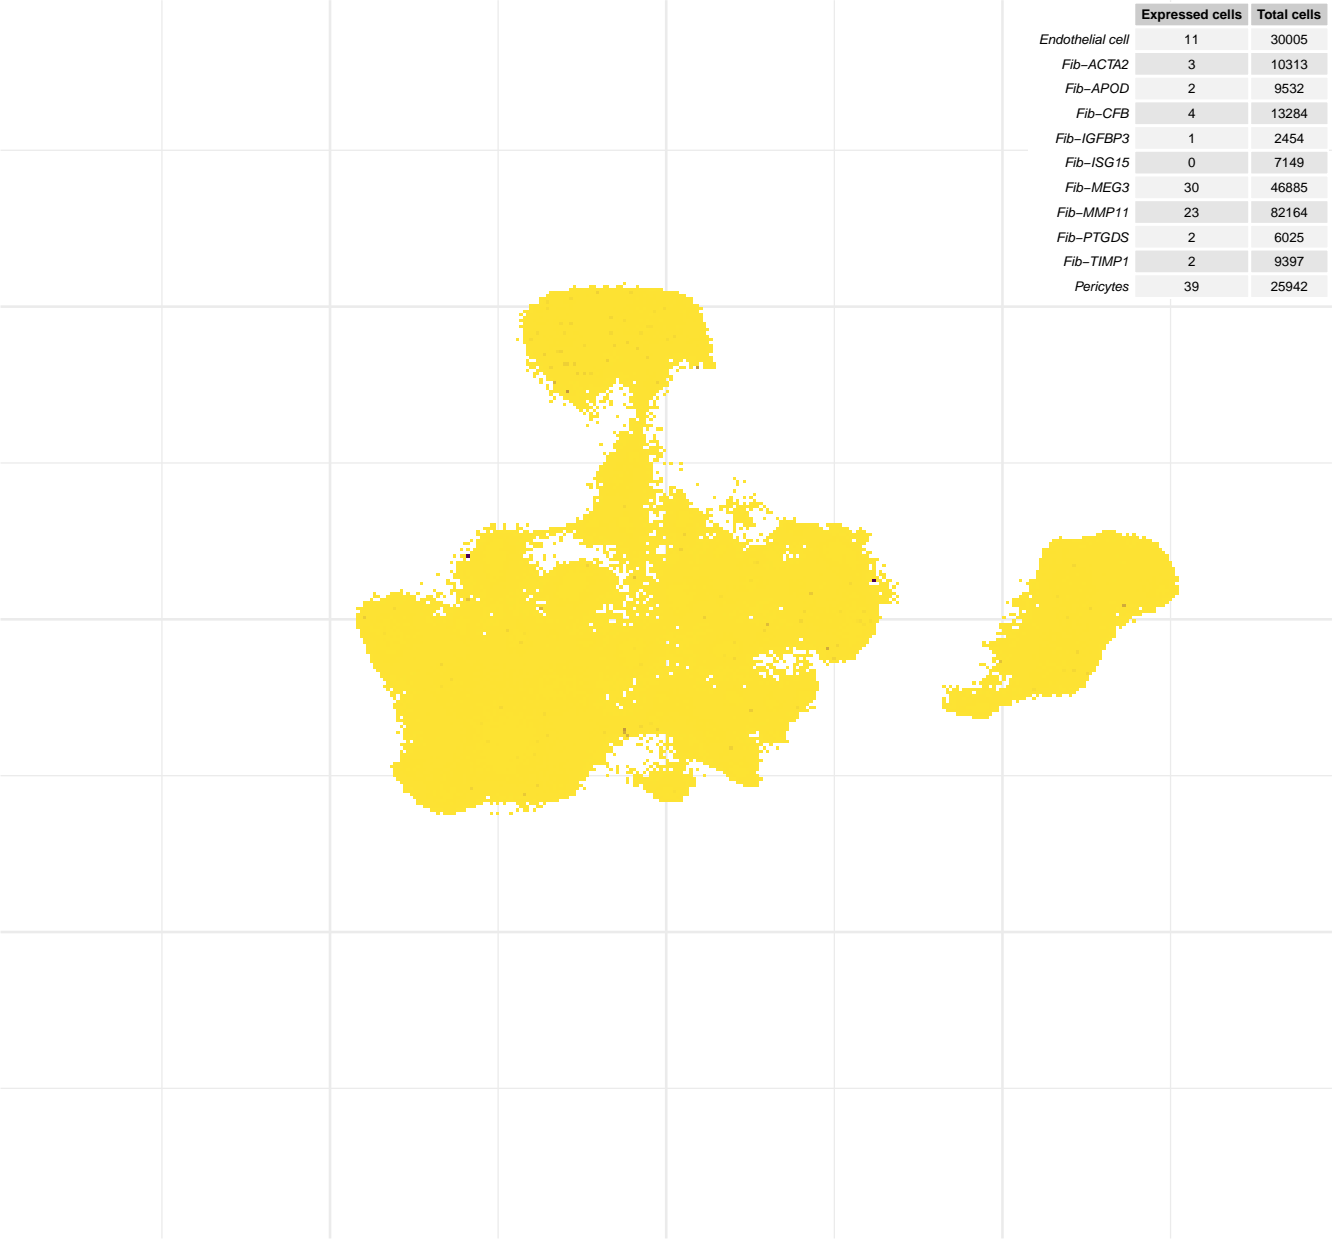 Expressed cells Total cells
Endothelial cell 11 30005
Fib−ACTA2 3 10313
Fib−APOD 2 9532
Fib−CFB 4 13284
Fib−IGFBP3 1 2454
Fib−ISG15 0 7149
Fib−MEG3 30 46885
Fib−MMP11 23 82164
Fib−PTGDS 2 6025
Fib−TIMP1 2 9397
Pericytes 39 25942